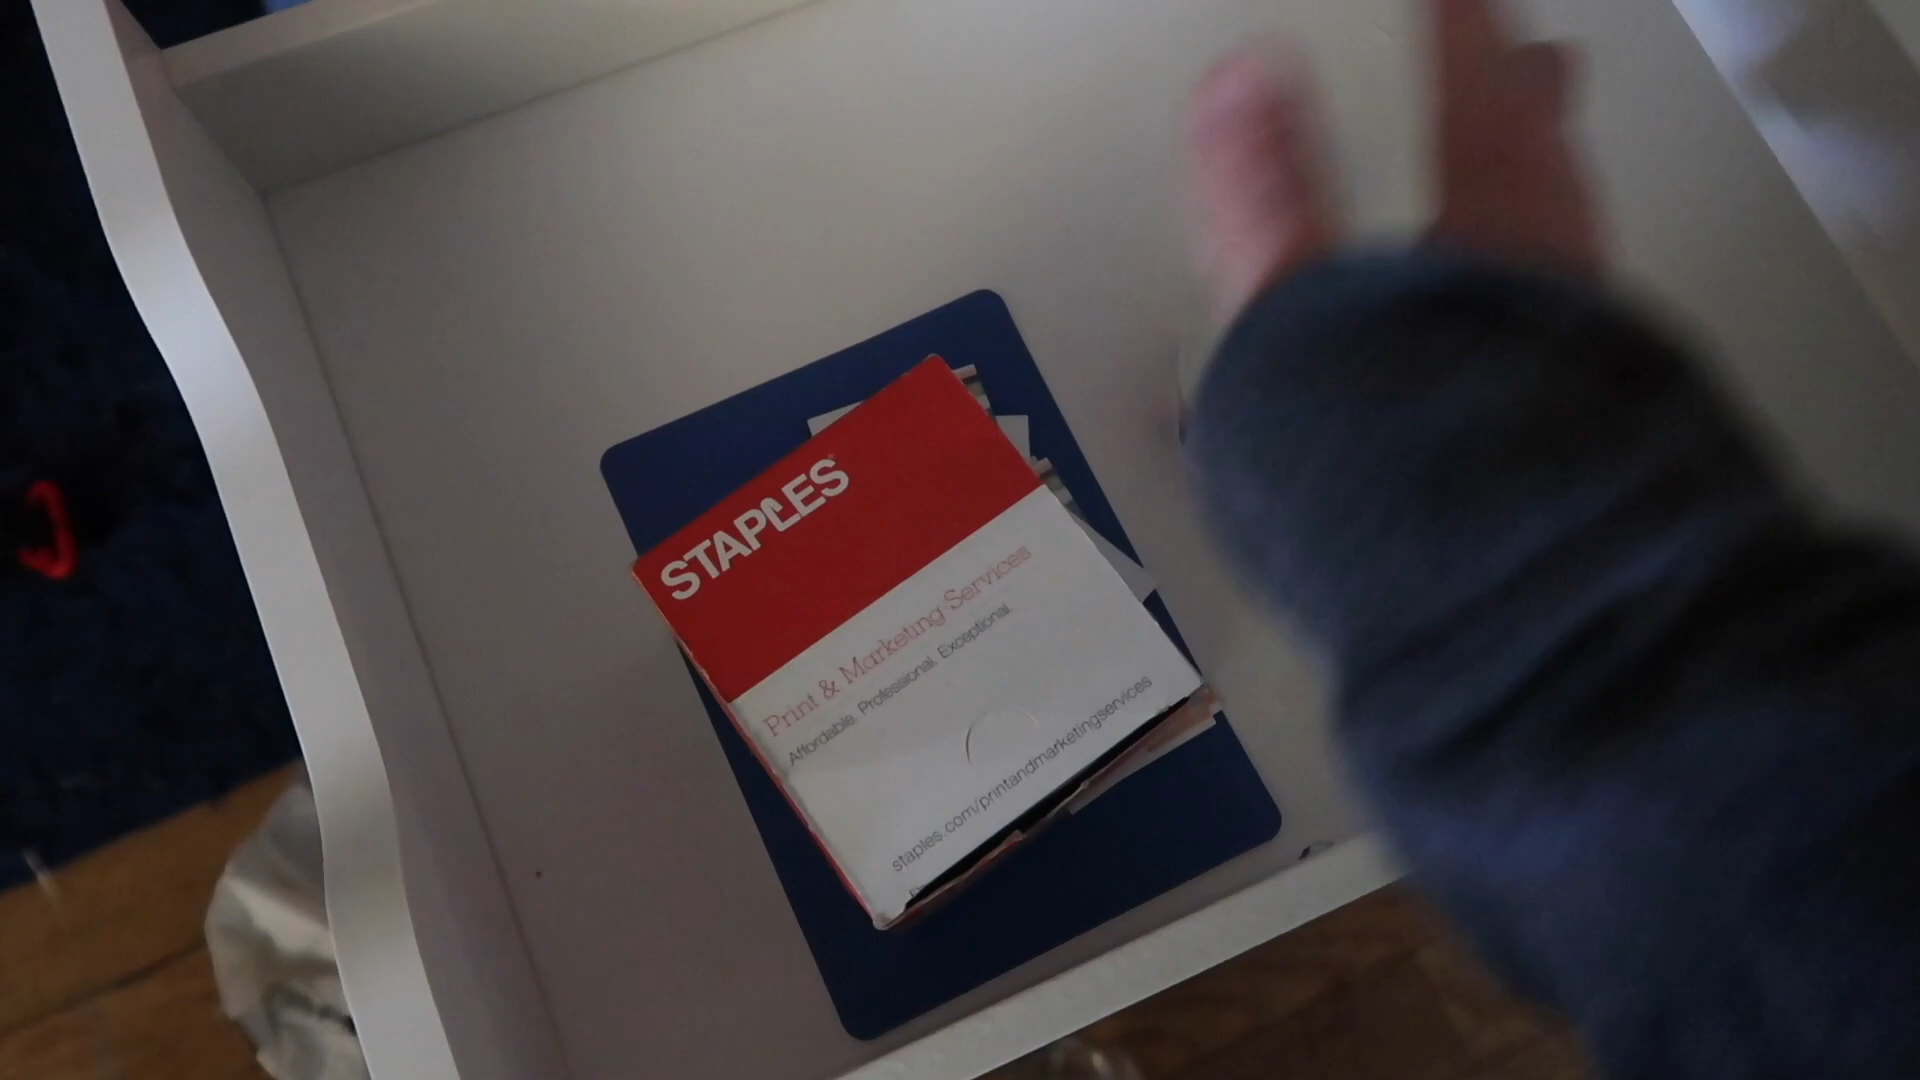 STAPLES
Print & Marketing Services
Affordable. Professional. Exceptional.
staples.com/printandmarketingservices